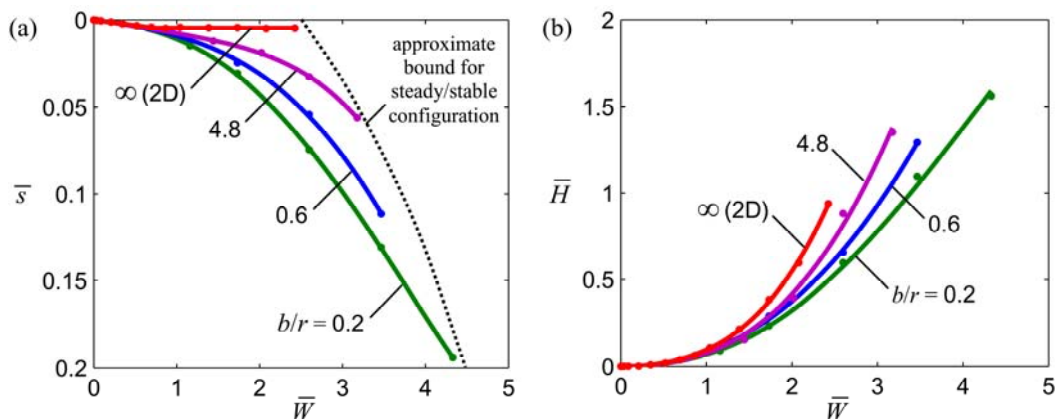 (a)
0
0.05
0.1
0.15
0.2
s̅
∞ (2D)
4.8
0.6
b/r = 0.2
approximate
bound for
steady/stable
configuration
0 1 2 3 4 5
W̅
(b)
2
1.5
1
0.5
0
H̅
4.8
∞ (2D)
0.6
b/r = 0.2
0 1 2 3 4 5
W̅